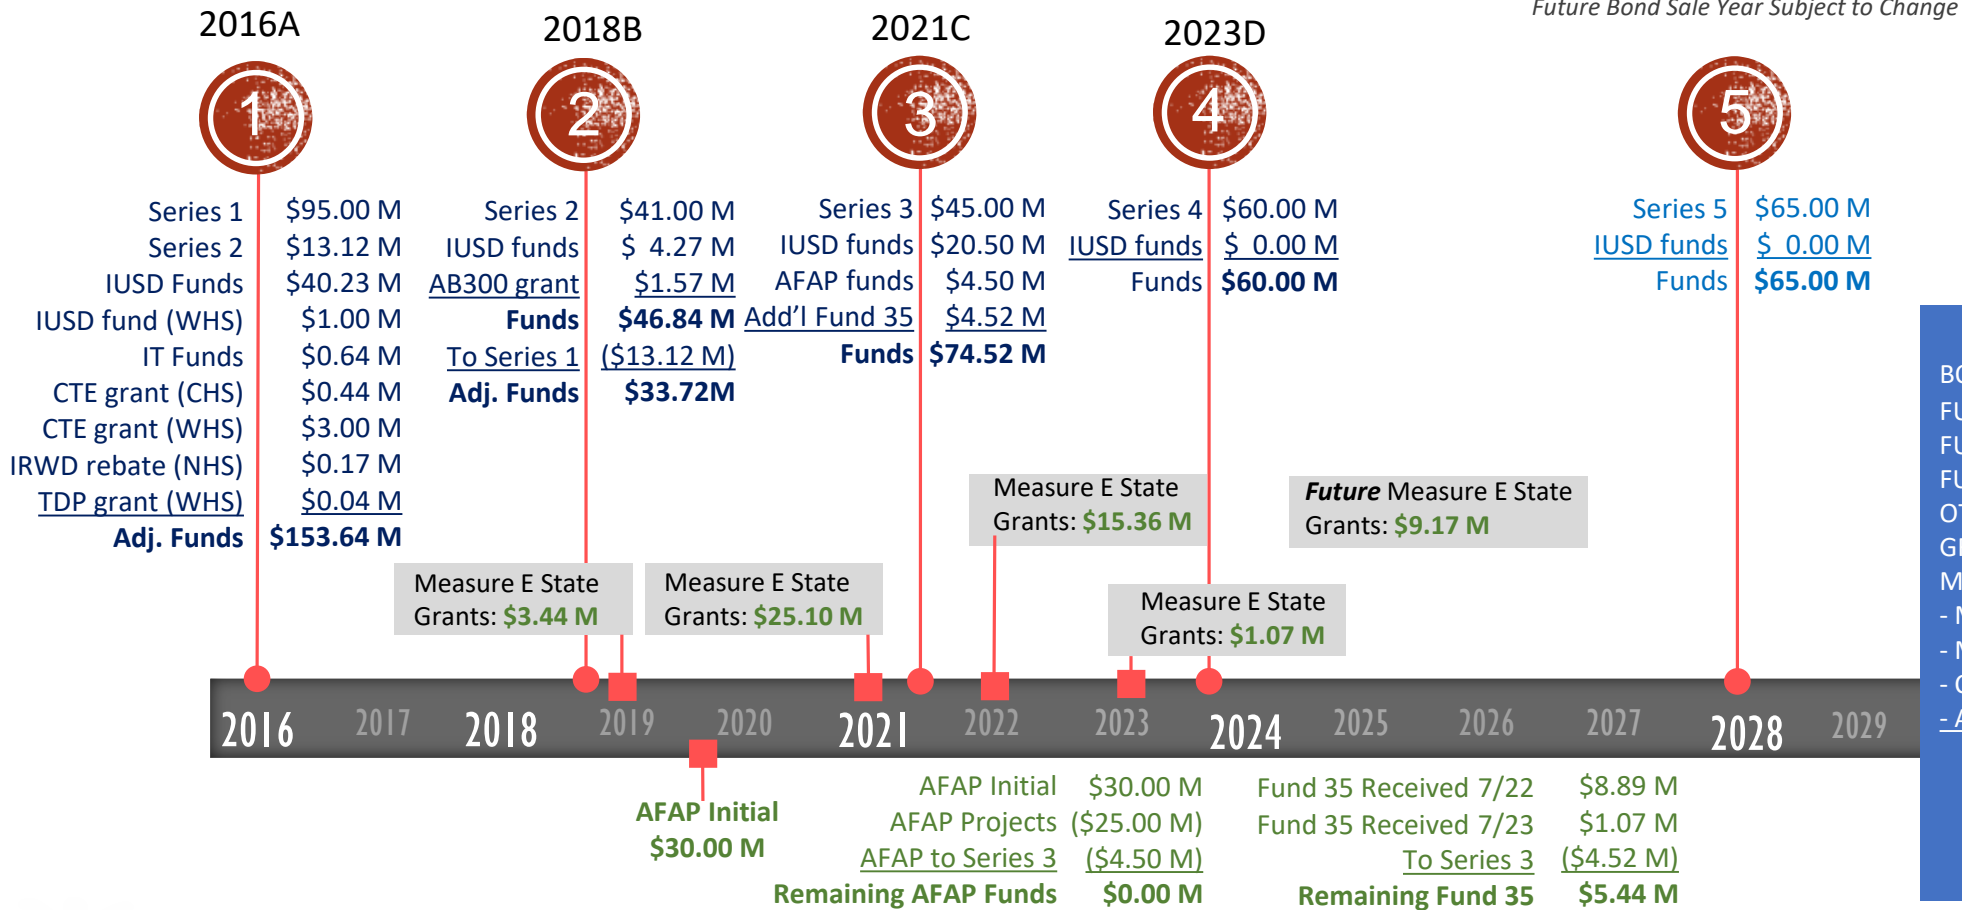 Future Bond Sale Year Subject to Change
2016A
2018B
2021C
2023D
1
2
3
4
5
Series 1 $95.00 M
Series 2 $13.12 M
IUSD Funds $40.23 M
IUSD fund (WHS) $1.00 M
IT Funds $0.64 M
CTE grant (CHS) $0.44 M
CTE grant (WHS) $3.00 M
IRWD rebate (NHS) $0.17 M
TDP grant (WHS) $0.04 M
Adj. Funds $153.64 M
Series 2 $41.00 M
IUSD funds $ 4.27 M
AB300 grant $1.57 M
Funds $46.84 M
To Series 1 ($13.12 M)
Adj. Funds $33.72M
Series 3 $45.00 M
IUSD funds $20.50 M
AFAP funds $4.50 M
Add'l Fund 35 $4.52 M
Funds $74.52 M
Series 4 $60.00 M
IUSD funds $ 0.00 M
Funds $60.00 M
Series 5 $65.00 M
IUSD funds $ 0.00 M
Funds $65.00 M
Measure E State
Grants: $3.44 M
Measure E State
Grants: $25.10 M
Measure E State
Grants: $15.36 M
Measure E State
Grants: $1.07 M
Future Measure E State
Grants: $9.17 M
2016 2017 2018 2019 2020 2021 2022 2023 2024 2025 2026 2027 2028 2029
AFAP Initial
$30.00 M
AFAP Initial $30.00 M
AFAP Projects ($25.00 M)
AFAP to Series 3 ($4.50 M)
Remaining AFAP Funds $0.00 M
Fund 35 Received 7/22 $8.89 M
Fund 35 Received 7/23 $1.07 M
To Series 3 ($4.52 M)
Remaining Fund 35 $5.44 M